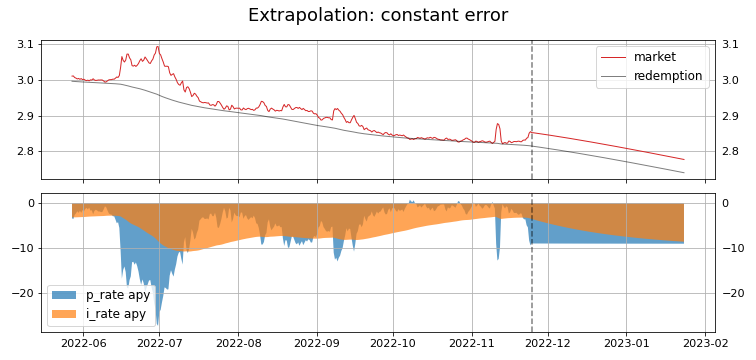 Extrapolation: constant error
3.1
3.0
2.9
2.8
3.1
3.0
2.9
2.8
market
redemption
0
−10
−20
0
−10
−20
p_rate apy
i_rate apy
2022-06 2022-07 2022-08 2022-09 2022-10 2022-11 2022-12 2023-01 2023-02